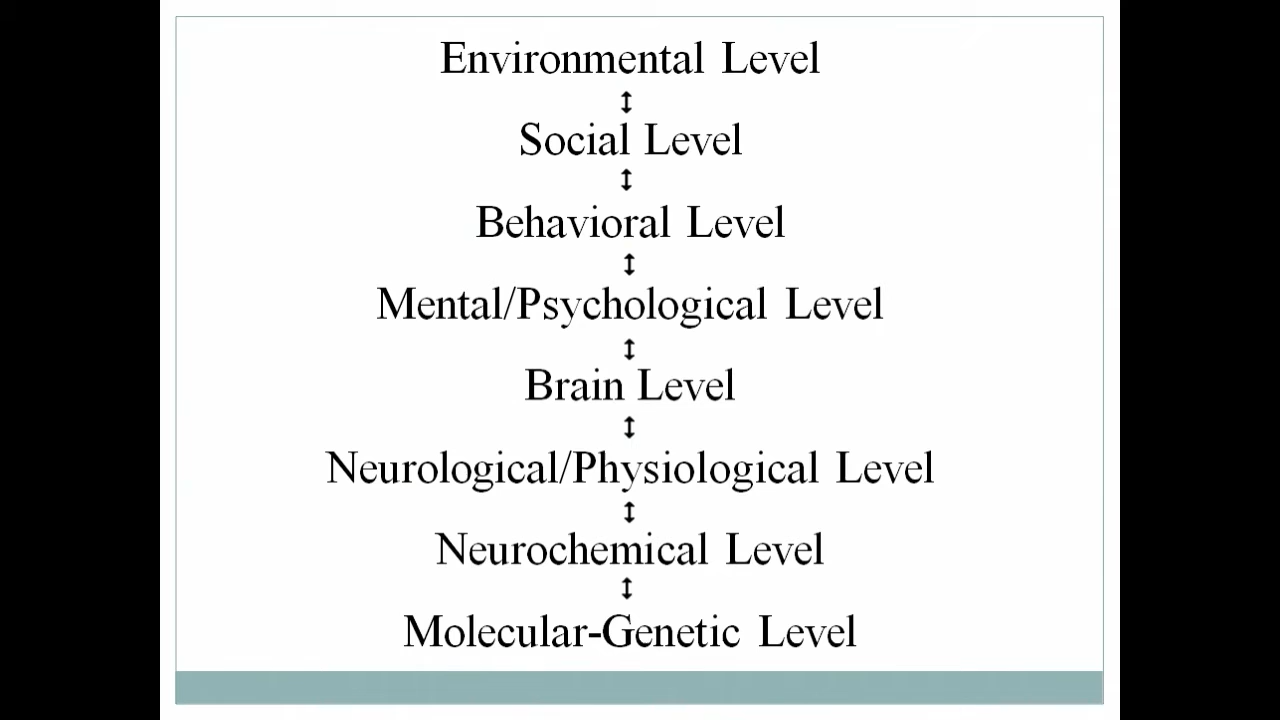 Environmental Level
↕
Social Level
↕
Behavioral Level
↕
Mental/Psychological Level
↕
Brain Level
↕
Neurological/Physiological Level
↕
Neurochemical Level
↕
Molecular-Genetic Level